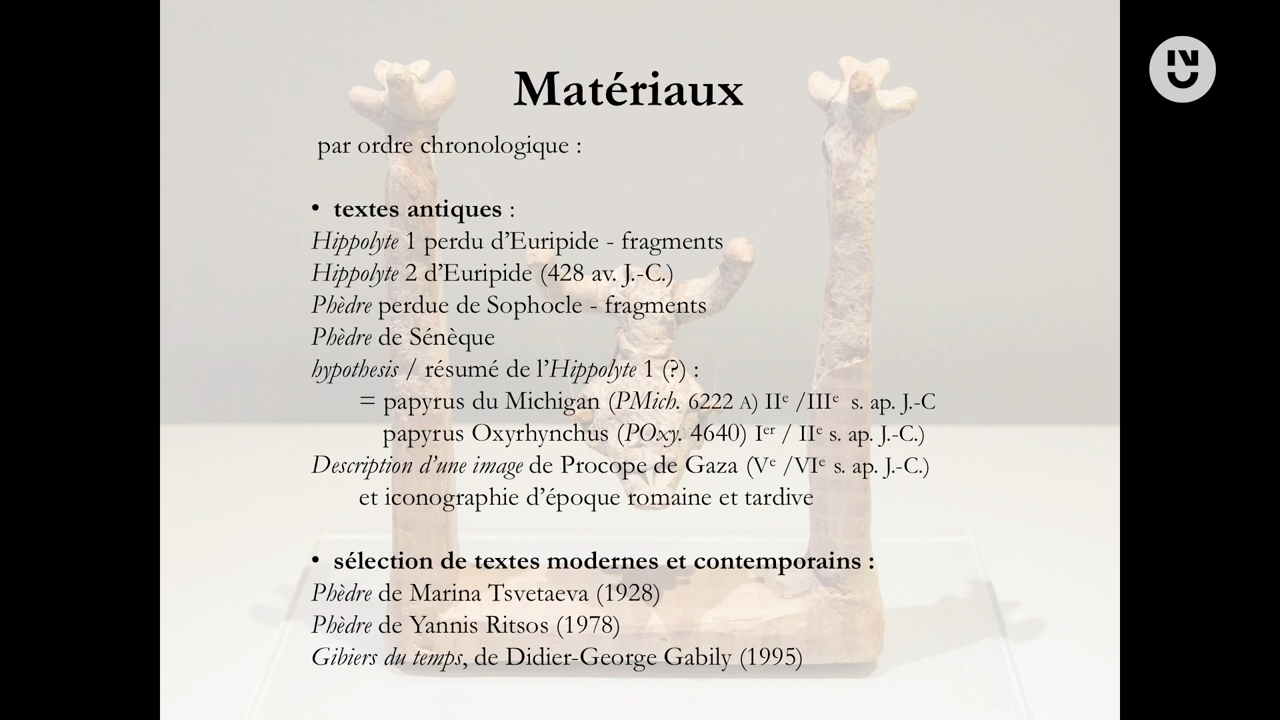 Matériaux
par ordre chronologique :
• textes antiques :
Hippolyte 1 perdu d’Euripide - fragments
Hippolyte 2 d’Euripide (428 av. J.-C.)
Phèdre perdue de Sophocle - fragments
Phèdre de Sénèque
hypothesis / résumé de l’Hippolyte 1 (?) :
= papyrus du Michigan (PMich. 6222 A) IIe /IIIe s. ap. J.-C
papyrus Oxyrhynchus (POxy. 4640) Ier / IIe s. ap. J.-C.)
Description d’une image de Procope de Gaza (Ve /VIe s. ap. J.-C.)
et iconographie d’époque romaine et tardive
• sélection de textes modernes et contemporains :
Phèdre de Marina Tsvetaeva (1928)
Phèdre de Yannis Ritsos (1978)
Gibiers du temps, de Didier-George Gabily (1995)